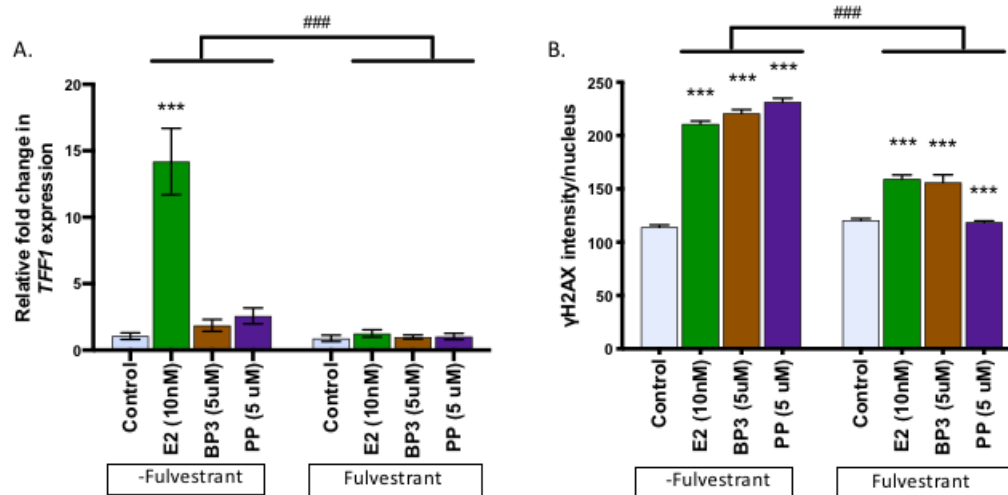 A.
###
Relative fold change in
TFF1 expression
20
15
10
5
0
***
Control
E2 (10nM)
BP3 (5uM)
PP (5 uM)
Control
E2 (10nM)
BP3 (5uM)
PP (5 uM)
-Fulvestrant
Fulvestrant
B.
###
γH2AX intensity/nucleus
250
200
150
100
50
0
***
***
***
***
***
***
Control
E2 (10nM)
BP3 (5uM)
PP (5 uM)
Control
E2 (10nM)
BP3 (5uM)
PP (5 uM)
-Fulvestrant
Fulvestrant